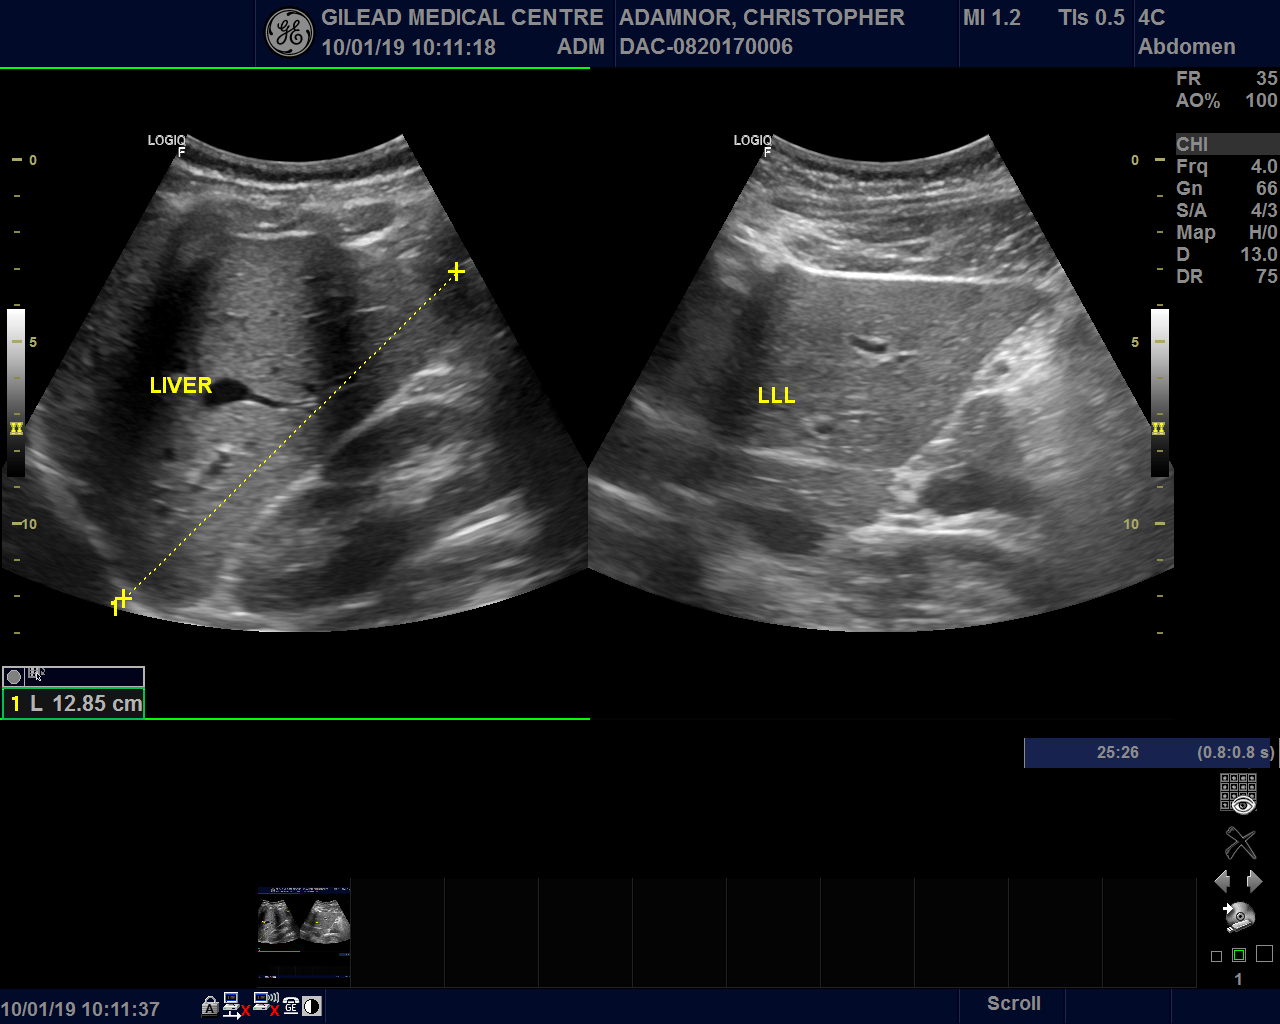 GILEAD MEDICAL CENTRE
10/01/19 10:11:18 ADM
ADAMNOR, CHRISTOPHER
DAC-0820170006
MI 1.2 TIs 0.5
4C
Abdomen
FR 35
AO% 100
CHI
Frq 4.0
Gn 66
S/A 4/3
Map H/0
D 13.0
DR 75
LOGIQ
F
0
5
10
LIVER
1
LOGIQ
F
0
5
10
LLL
1 L 12.85 cm
25:26 (0.8:0.8 s)
1
10/01/19 10:11:37
A
GE
Scroll